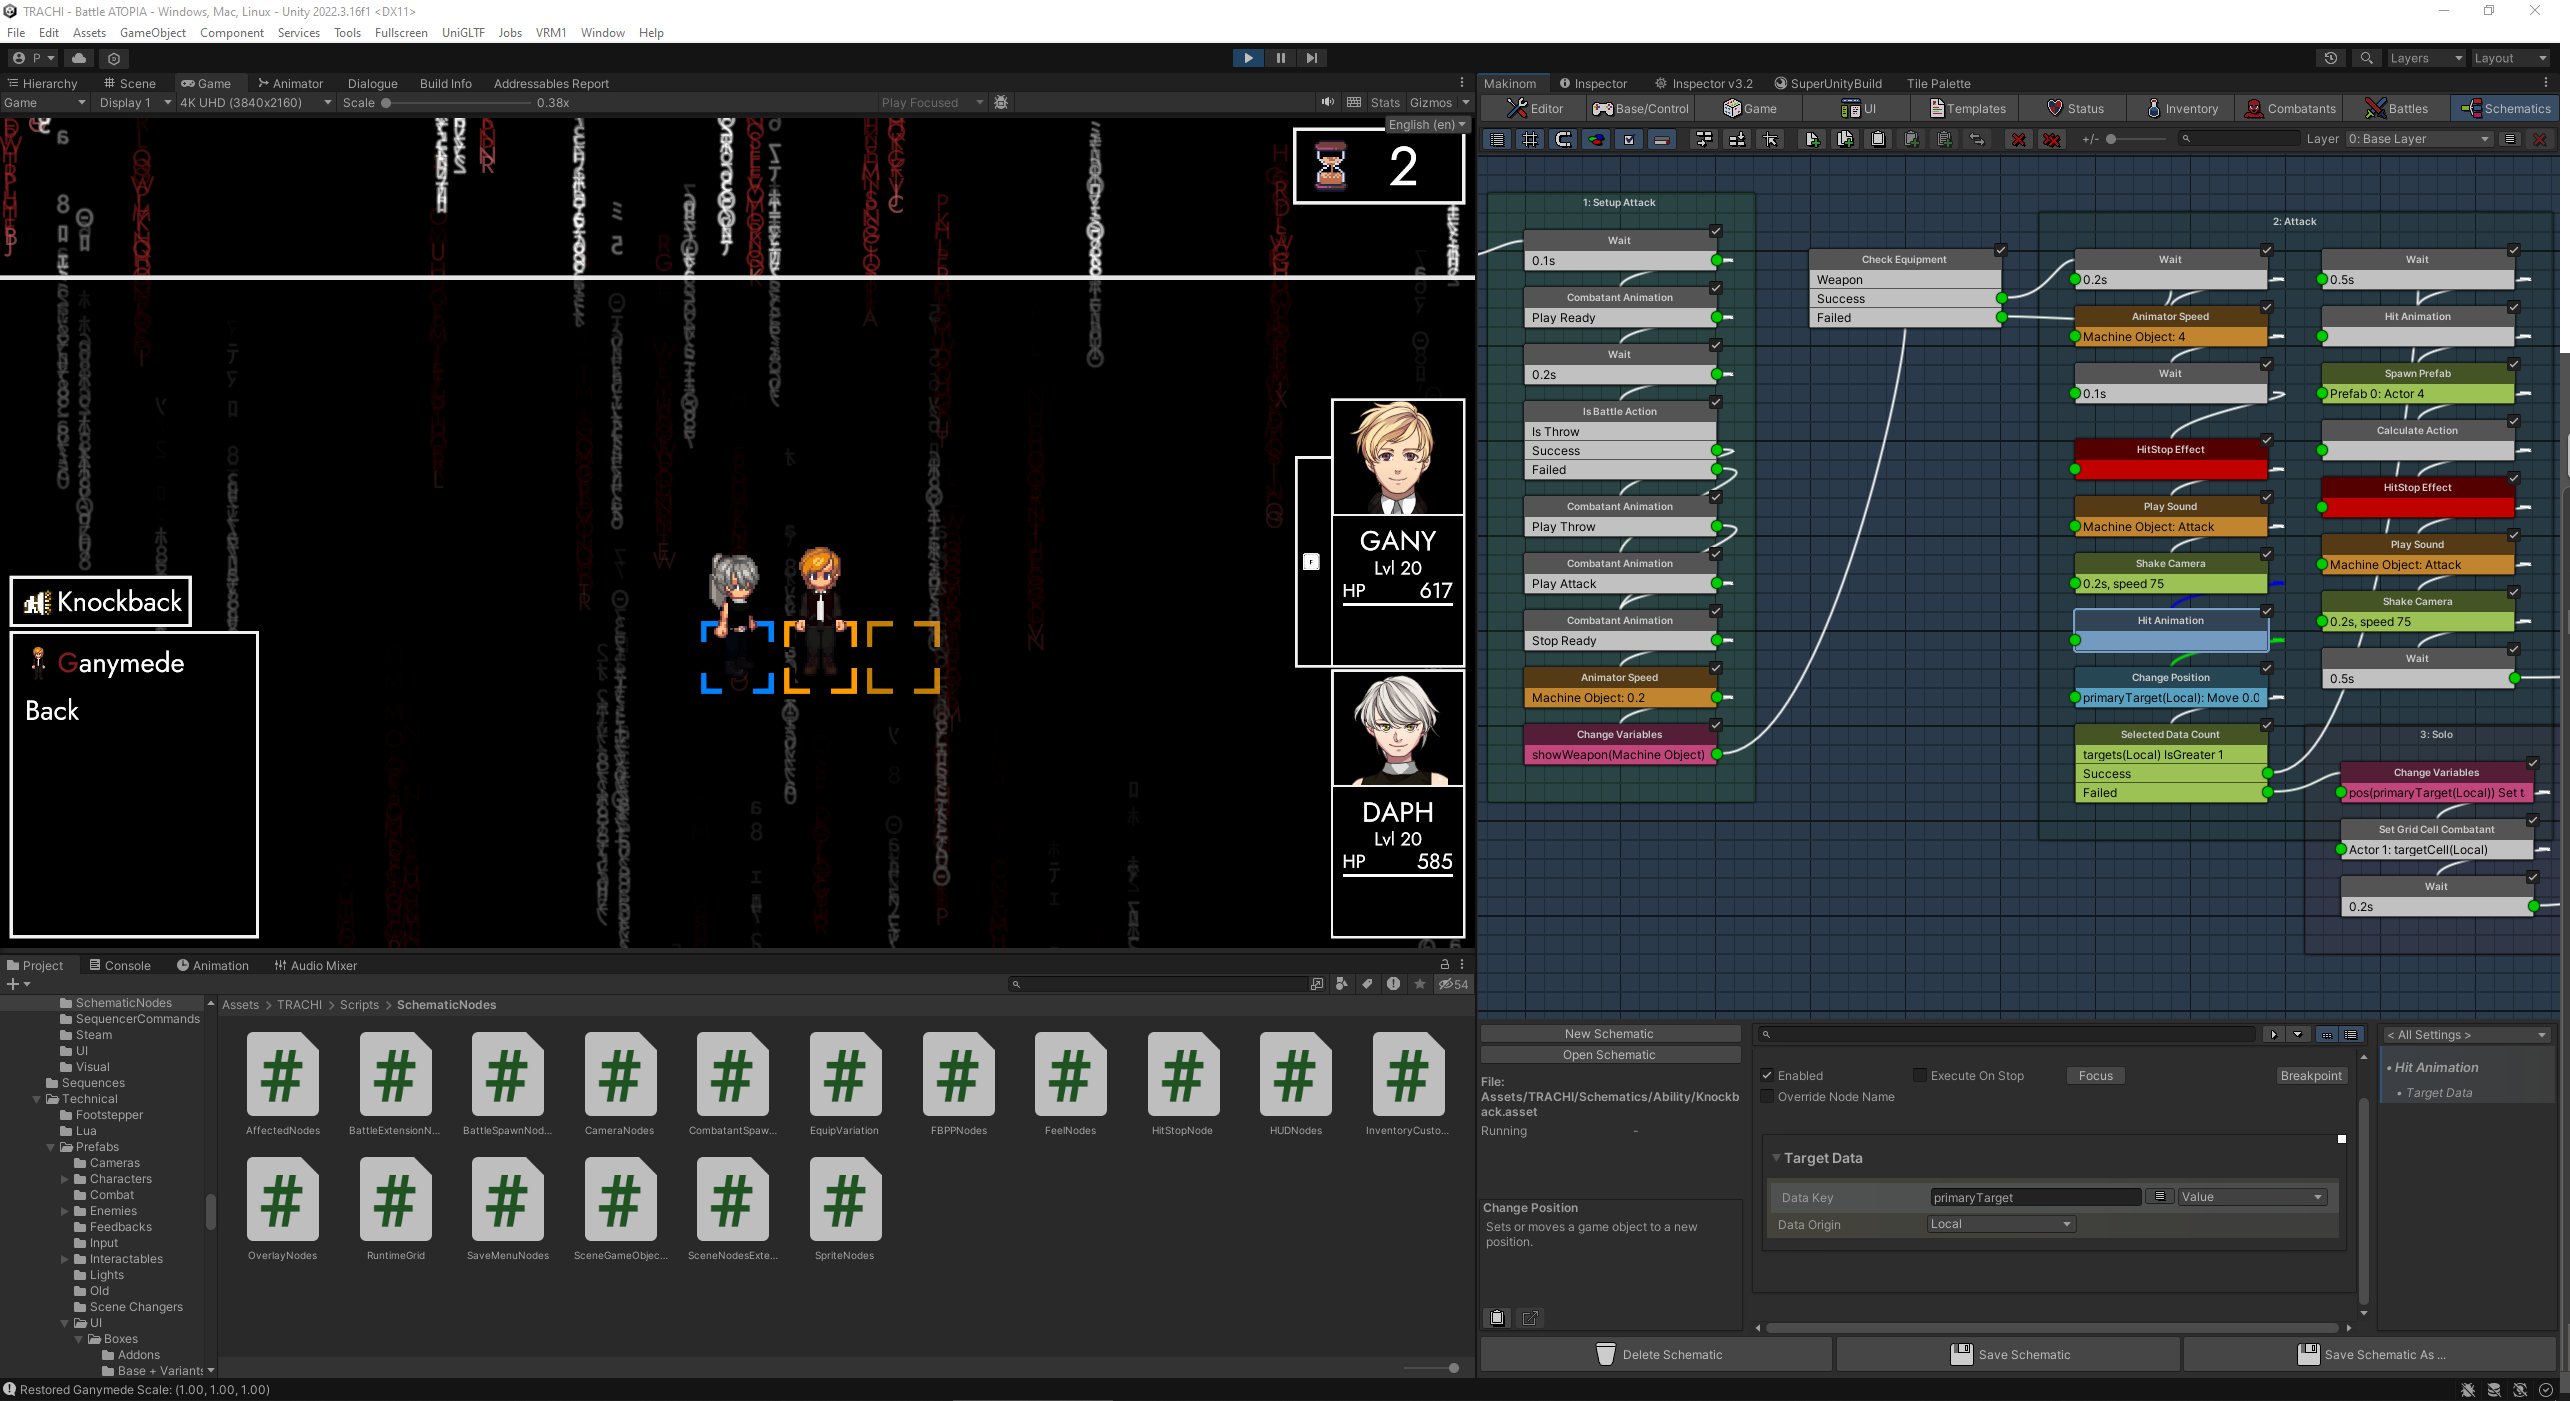 TRACHI - Battle ATOPIA - Windows, Mac, Linux - Unity 2022.3.16f1 <DX11>
File Edit Assets GameObject Component Services Tools Fullscreen UniGLTF Jobs VRM1 Window Help
P Layers Layout
Hierarchy Scene Game Animator Dialogue Build Info Addressables Report
Game Display 1 4K UHD (3840x2160) Scale 0.38x Play Focused Stats Gizmos
English (en)
2
GANY
Lvl 20
HP 617
F
DAPH
Lvl 20
HP 585
Knockback
Ganymede
Back
Makinom Inspector Inspector v3.2 SuperUnityBuild Tile Palette
Editor Base/Control Game UI Templates Status Inventory Combatants Battles Schematics
+/- Layer 0: Base Layer
1: Setup Attack
Wait
0.1s
Combatant Animation
Play Ready
Wait
0.2s
Is Battle Action
Is Throw
Success
Failed
Combatant Animation
Play Throw
Combatant Animation
Play Attack
Combatant Animation
Stop Ready
Animator Speed
Machine Object: 0.2
Change Variables
showWeapon(Machine Object)
Check Equipment
Weapon
Success
Failed
2: Attack
Wait
0.2s
Animator Speed
Machine Object: 4
Wait
0.1s
HitStop Effect
Play Sound
Machine Object: Attack
Shake Camera
0.2s, speed 75
Hit Animation
Change Position
primaryTarget(Local): Move 0.0
Selected Data Count
targets(Local) IsGreater 1
Success
Failed
Wait
0.5s
Hit Animation
Spawn Prefab
Prefab 0: Actor 4
Calculate Action
HitStop Effect
Play Sound
Machine Object: Attack
Shake Camera
0.2s, speed 75
Wait
0.5s
3: Solo
Change Variables
pos(primaryTarget(Local)) Set t
Set Grid Cell Combatant
Actor 1: targetCell(Local)
Wait
0.2s
Project Console Animation Audio Mixer
54
SchematicNodes
SequencerCommands
Steam
UI
Visual
Sequences
Technical
Footstepper
Lua
Prefabs
Cameras
Characters
Combat
Enemies
Feedbacks
Input
Interactables
Lights
Old
Scene Changers
UI
Boxes
Addons
Base + Variants
Assets > TRACHI > Scripts > SchematicNodes
AffectedNodes BattleExtensionN... BattleSpawnNod... CameraNodes CombatantSpaw... EquipVariation FBPPNodes FeelNodes HitStopNode HUDNodes InventoryCusto...
OverlayNodes RuntimeGrid SaveMenuNodes SceneGameObjec... SceneNodesExte... SpriteNodes
New Schematic
Open Schematic
File:
Assets/TRACHI/Schematics/Ability/Knockb
ack.asset
Running -
Change Position
Sets or moves a game object to a new
position.
Enabled Execute On Stop Focus Breakpoint
Override Node Name
Target Data
Data Key primaryTarget Value
Data Origin Local
< All Settings >
• Hit Animation
• Target Data
Delete Schematic Save Schematic Save Schematic As ...
Restored Ganymede Scale: (1.00, 1.00, 1.00)